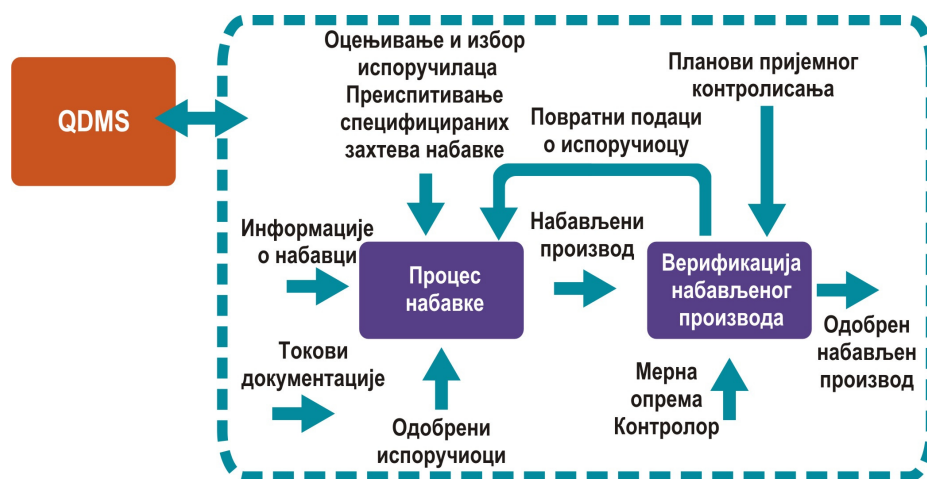 QDMS
Оцењивање и избор
испоручилаца
Преиспитивање
специфицираних
захтева набавке
Планови пријемног
контролисања
Повратни подаци
о испоручиоцу
Информације
о набавци
Набављени
производ
Процес
набавке
Верификација
набављеног
производа
Одобрен
набављен
производ
Токови
документације
Одобрени
испоручиоци
Мерна
опрема
Контролор